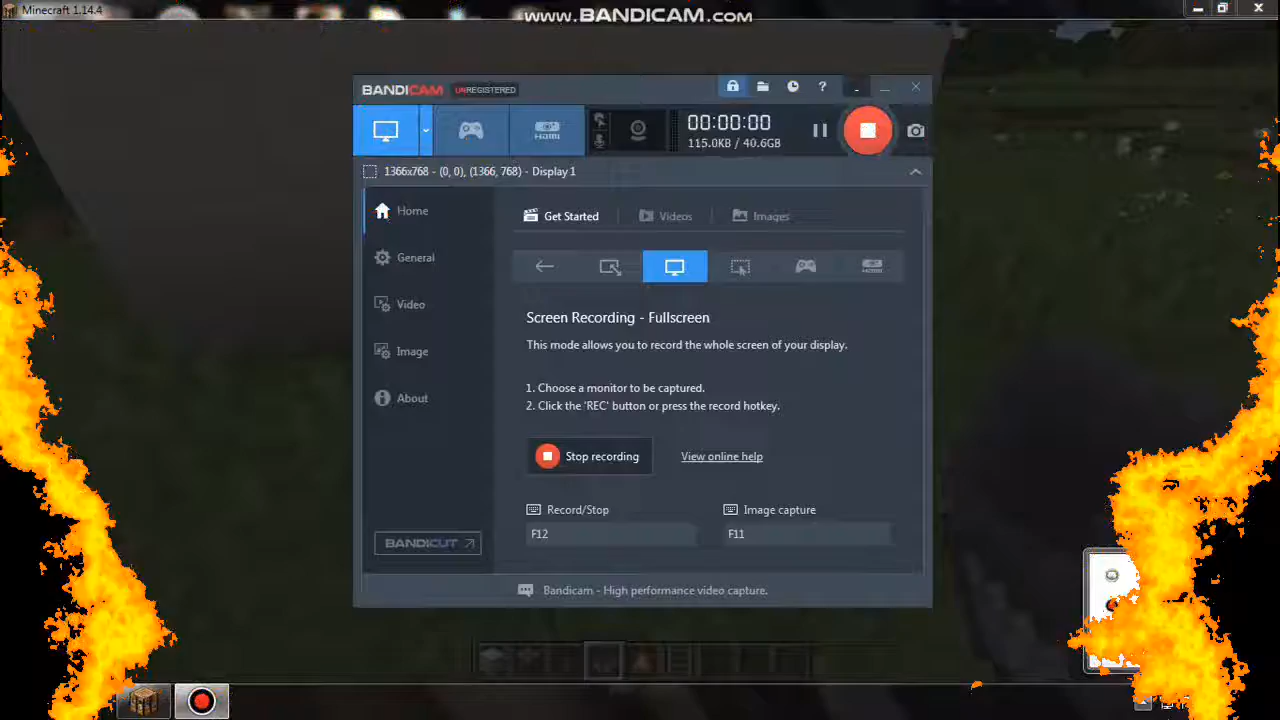 Minecraft 1.14.4
www.BANDICAM.com
BANDICAM UNREGISTERED
?
HDMI
00:00:00
115.0KB / 40.6GB
1366x768 - (0, 0), (1366, 768) - Display 1
Home
Get Started
Videos
Images
General
HDMI
Video
Screen Recording - Fullscreen
This mode allows you to record the whole screen of your display.
Image
1. Choose a monitor to be captured.
About
2. Click the 'REC' button or press the record hotkey.
Stop recording
View online help
Record/Stop
Image capture
F12
F11
BANDICUT
Bandicam - High performance video capture.